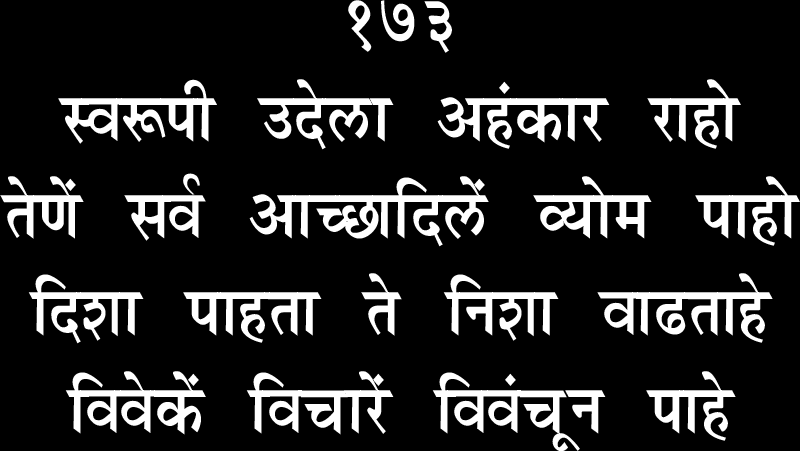 १७३
स्वरूपी उदेला अहंकार राहो
तेणें सर्व आच्छादिलें व्योम पाहो
दिशा पाहता ते निशा वाढताहे
विवेकें विचारें विवंचून पाहे